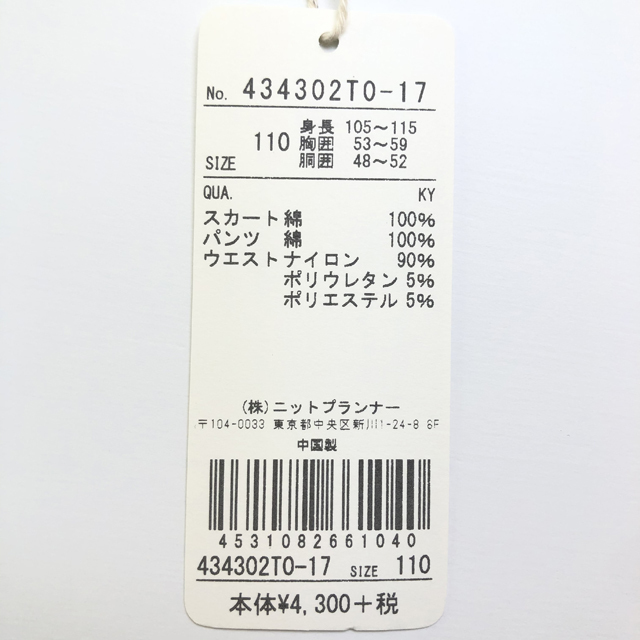 No. 434302T0-17
身長 105~115
SIZE 110 胸囲 53~59
胴囲 48~52
QUA. KY
スカート 綿 100%
パンツ 綿 100%
ウエスト ナイロン 90%
ポリウレタン 5%
ポリエステル 5%
(株)ニットプランナー
〒104-0033 東京都中央区新川1-24-8 6F
中国製
4531082661040
434302T0-17 SIZE 110
本体¥4,300+税